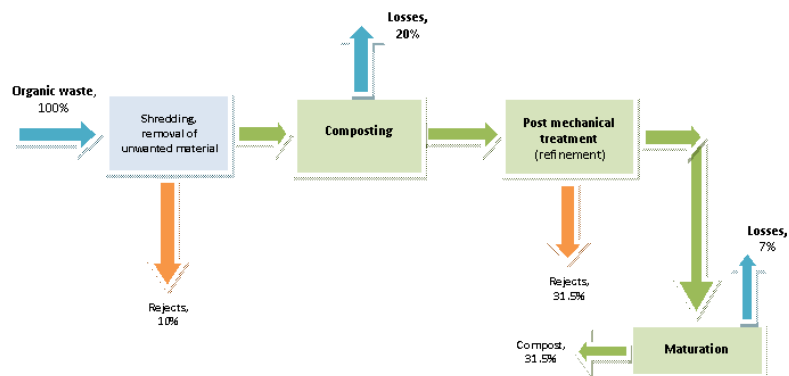 Organic waste,
100%
Shredding,
removal of
unwanted material
Rejects,
10%
Losses,
20%
Composting
Post mechanical
treatment
(refinement)
Rejects,
31.5%
Losses,
7%
Maturation
Compost,
31.5%